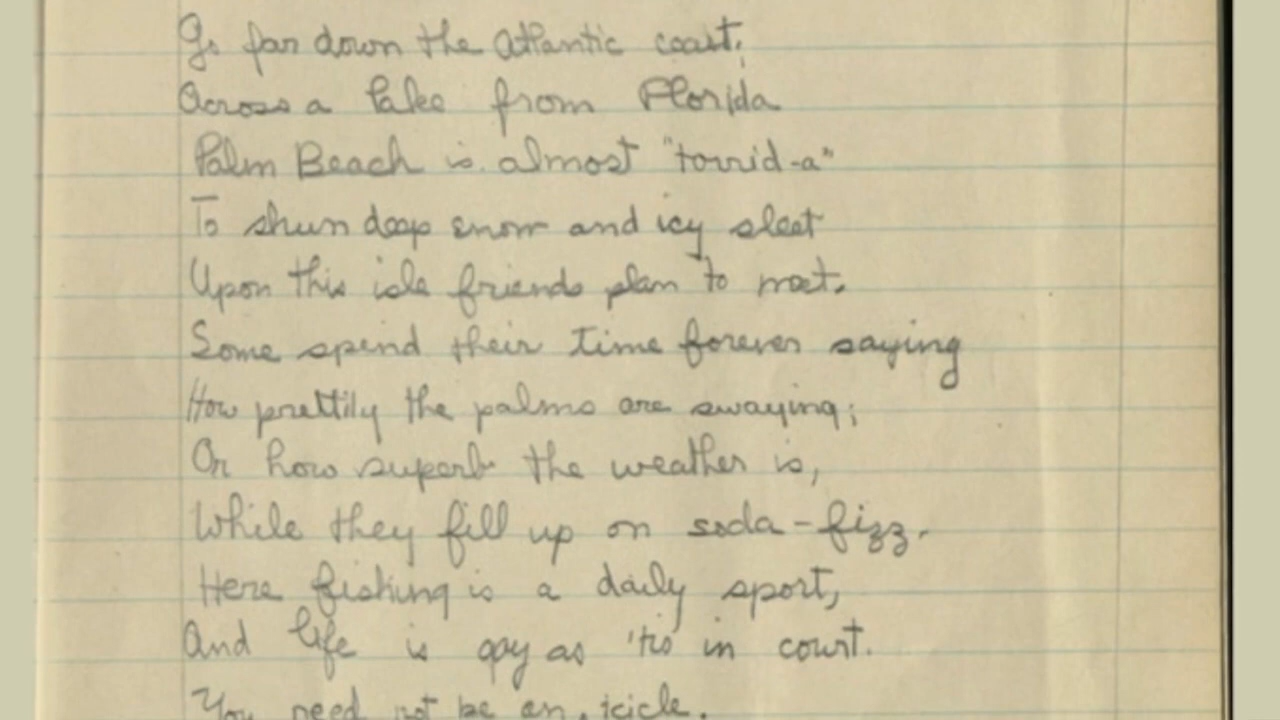 Go far down the Atlantic coast,
Across a lake from Florida
Palm Beach is almost "torrid-a"
To shun deep snow and icy sleet
Upon this isle friends plan to meet.
Some spend their time forever saying
How prettily the palms are swaying;
Or how superb the weather is,
While they fill up on soda-fizz.
Here fishing is a daily sport,
And life is gay as 'tis in court.
You need not be an icicle.